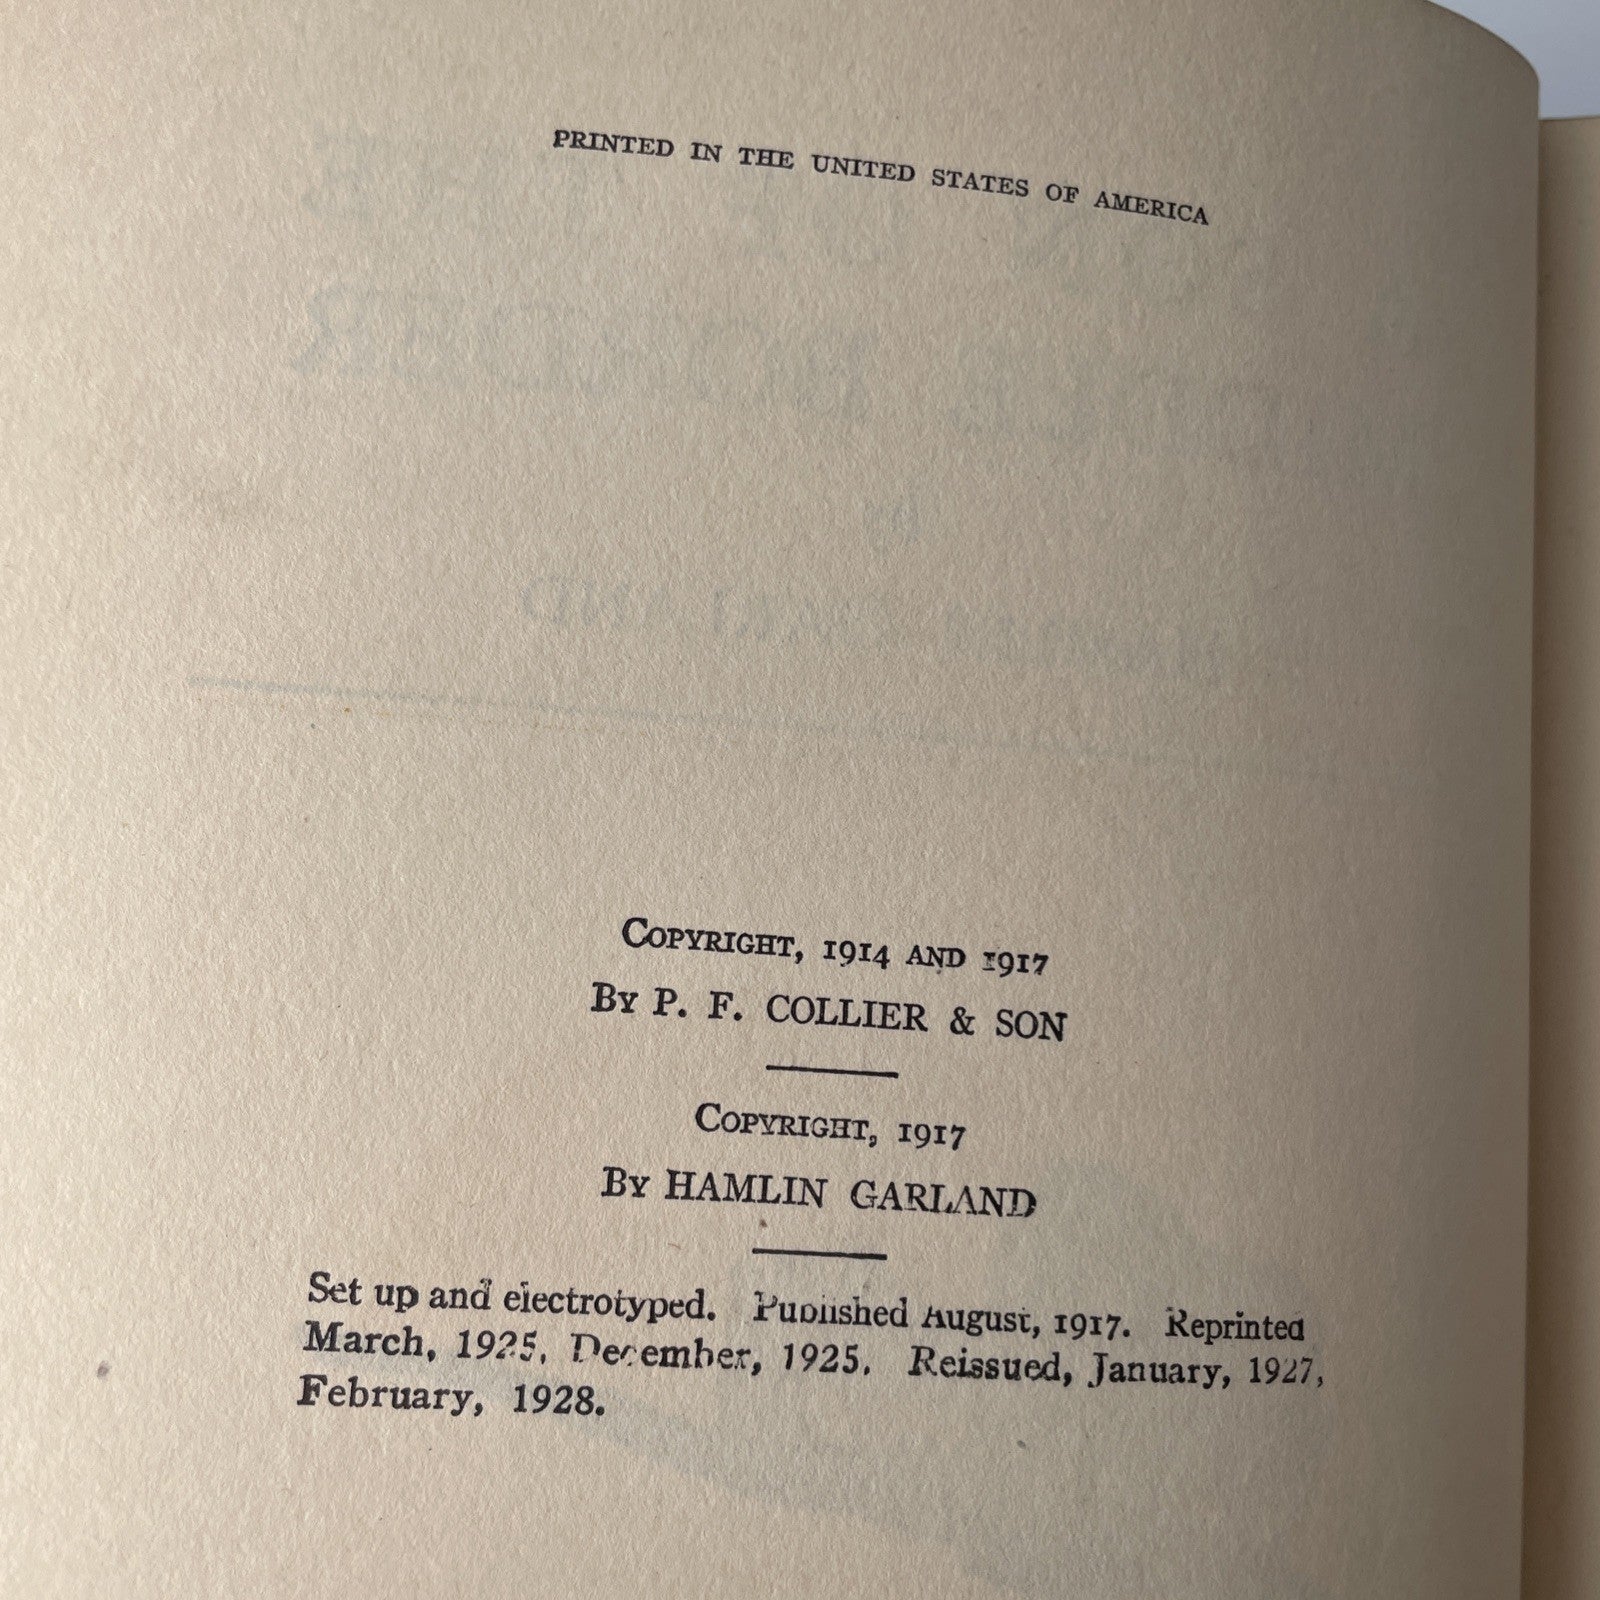 PRINTED IN THE UNITED STATES OF AMERICA
COPYRIGHT, 1914 AND 1917
BY P. F. COLLIER & SON
COPYRIGHT, 1917
BY HAMLIN GARLAND
Set up and electrotyped. Published August, 1917. Reprinted
March, 1925, December, 1925. Reissued, January, 1927,
February, 1928.